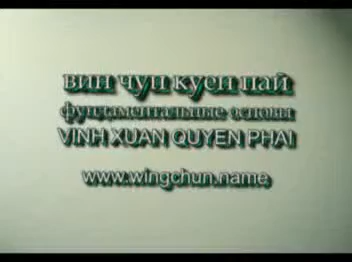 вин чун куен пай
фундаментальные основы
VINH XUAN QUYEN PHAI
www.wingchun.name